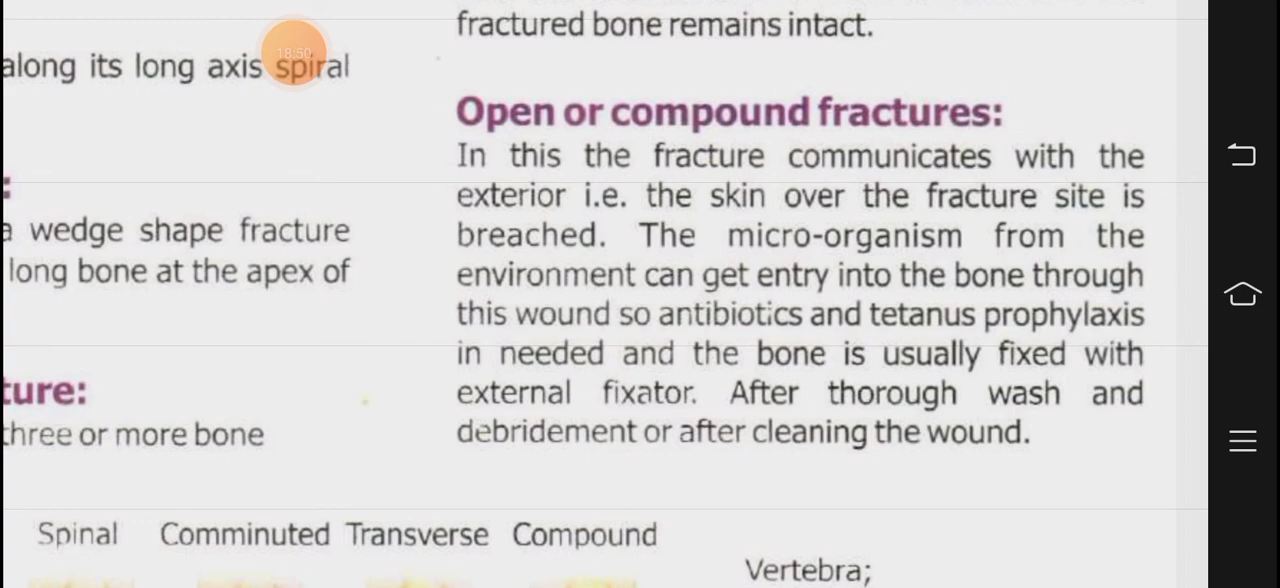 along its long axis spiral
:
a wedge shape fracture
long bone at the apex of
ture:
three or more bone
fractured bone remains intact.
Open or compound fractures:
In this the fracture communicates with the
exterior i.e. the skin over the fracture site is
breached. The micro-organism from the
environment can get entry into the bone through
this wound so antibiotics and tetanus prophylaxis
in needed and the bone is usually fixed with
external fixator. After thorough wash and
debridement or after cleaning the wound.
Spinal Comminuted Transverse Compound
Vertebra;
18:50